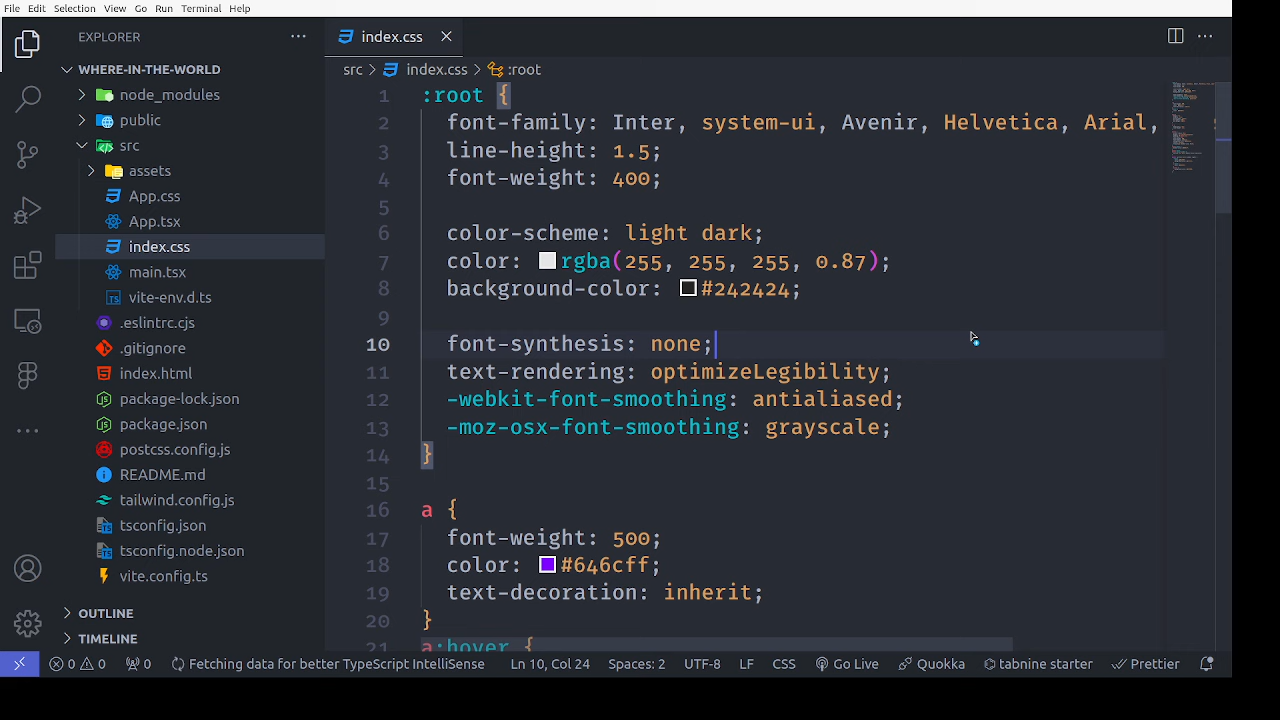 File Edit Selection View Go Run Terminal Help
EXPLORER
index.css
WHERE-IN-THE-WORLD
node_modules
public
src
assets
App.css
App.tsx
index.css
main.tsx
vite-env.d.ts
.eslintrc.cjs
.gitignore
index.html
package-lock.json
package.json
postcss.config.js
README.md
tailwind.config.js
tsconfig.json
tsconfig.node.json
vite.config.ts
OUTLINE
TIMELINE
src > index.css > :root
1 :root {
2 font-family: Inter, system-ui, Avenir, Helvetica, Arial,
3 line-height: 1.5;
4 font-weight: 400;
5
6 color-scheme: light dark;
7 color: rgba(255, 255, 255, 0.87);
8 background-color: #242424;
9
10 font-synthesis: none;
11 text-rendering: optimizeLegibility;
12 -webkit-font-smoothing: antialiased;
13 -moz-osx-font-smoothing: grayscale;
14 }
15
16 a {
17 font-weight: 500;
18 color: #646cff;
19 text-decoration: inherit;
20 }
21 a:hover {
0 0 0 Fetching data for better TypeScript IntelliSense Ln 10, Col 24 Spaces: 2 UTF-8 LF CSS Go Live Quokka tabnine starter Prettier